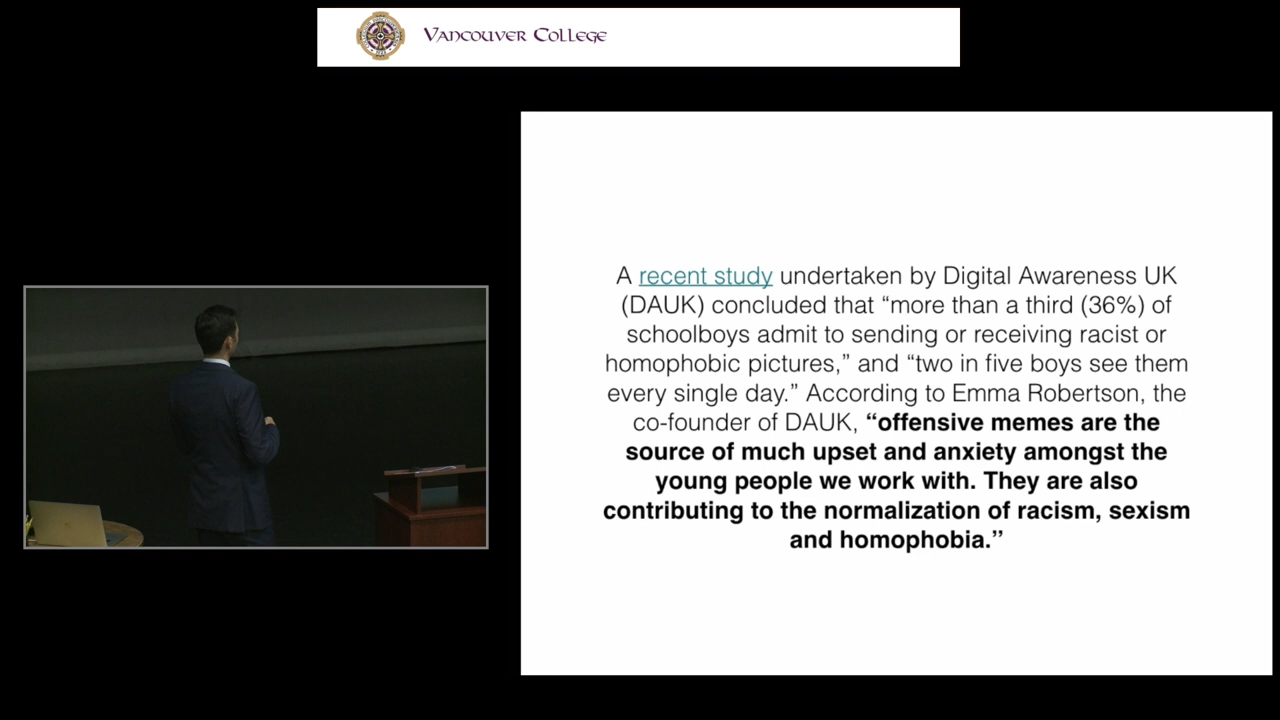 Vancouver College
A recent study undertaken by Digital Awareness UK
(DAUK) concluded that “more than a third (36%) of
schoolboys admit to sending or receiving racist or
homophobic pictures,” and “two in five boys see them
every single day.” According to Emma Robertson, the
co-founder of DAUK, “offensive memes are the
source of much upset and anxiety amongst the
young people we work with. They are also
contributing to the normalization of racism, sexism
and homophobia.”